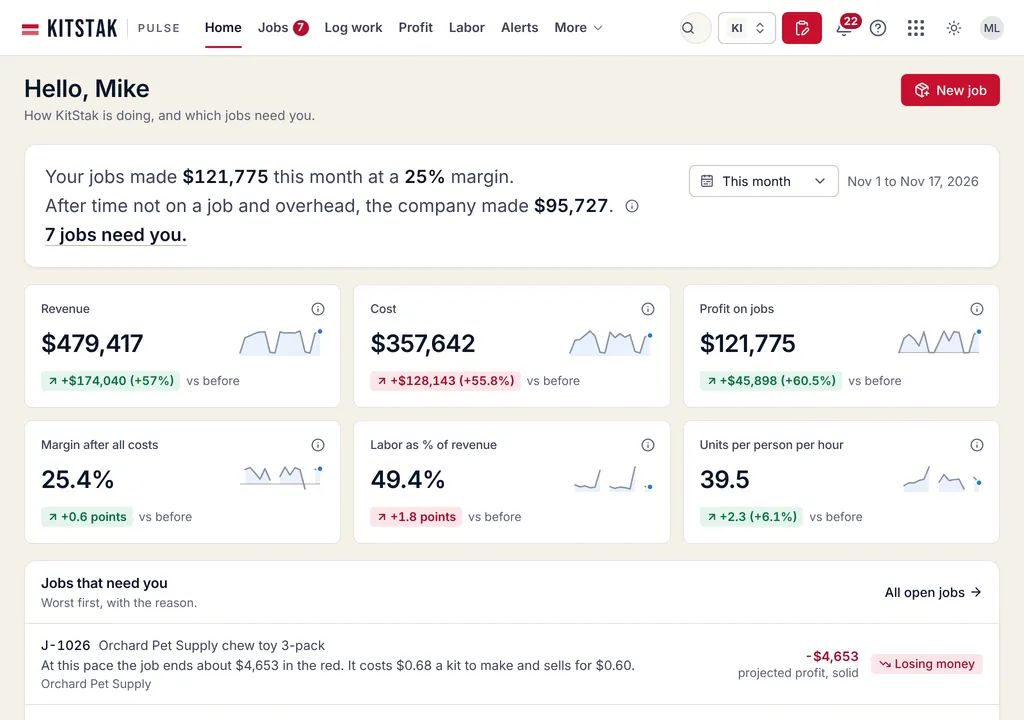 KITSTAK PULSE Home Jobs 7 Log work Profit Labor Alerts More KI 22 ML
Hello, Mike
How KitStak is doing, and which jobs need you.
New job
Your jobs made $121,775 this month at a 25% margin.
After time not on a job and overhead, the company made $95,727.
7 jobs need you.
This month
Nov 1 to Nov 17, 2026
Revenue
$479,417
+$174,040 (+57%) vs before
Cost
$357,642
+$128,143 (+55.8%) vs before
Profit on jobs
$121,775
+$45,898 (+60.5%) vs before
Margin after all costs
25.4%
+0.6 points vs before
Labor as % of revenue
49.4%
+1.8 points vs before
Units per person per hour
39.5
+2.3 (+6.1%) vs before
Jobs that need you
Worst first, with the reason.
All open jobs
J-1026 Orchard Pet Supply chew toy 3-pack
At this pace the job ends about $4,653 in the red. It costs $0.68 a kit to make and sells for $0.60.
Orchard Pet Supply
-$4,653
projected profit, solid
Losing money